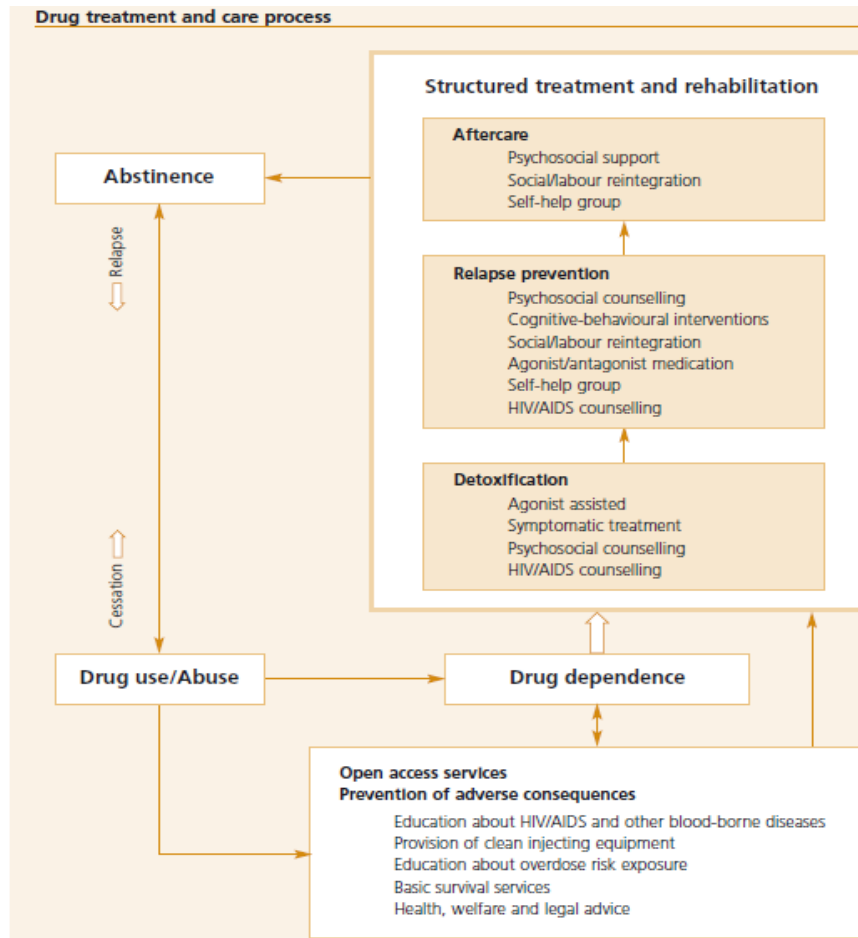 Drug treatment and care process
Structured treatment and rehabilitation
Aftercare
Psychosocial support
Social/labour reintegration
Self-help group
Abstinence
Relapse
Relapse prevention
Psychosocial counselling
Cognitive-behavioural interventions
Social/labour reintegration
Agonist/antagonist medication
Self-help group
HIV/AIDS counselling
Detoxification
Agonist assisted
Symptomatic treatment
Psychosocial counselling
HIV/AIDS counselling
Cessation
Drug use/Abuse
Drug dependence
Open access services
Prevention of adverse consequences
Education about HIV/AIDS and other blood-borne diseases
Provision of clean injecting equipment
Education about overdose risk exposure
Basic survival services
Health, welfare and legal advice